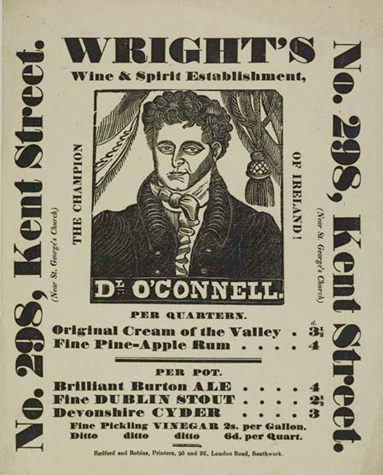 WRIGHT'S
Wine & Spirit Establishment,
No. 298, Kent Street.
(Near St. George's Church)
THE CHAMPION
OF IRELAND!
(Near St. George's Church)
No. 298, Kent Street.
DL. O'CONNELL.
PER QUARTERN.
d.
Original Cream of the Valley . 3½
Fine Pine-Apple Rum . . . . 4
PER POT.
Brilliant Burton ALE . . . . 4
Fine DUBLIN STOUT . . . . 2½
Devonshire CYDER . . . . 3
Fine Pickling VINEGAR 2s. per Gallon.
Ditto ditto ditto 6d. per Quart.
Redford and Robins, Printers, 95 and 96, London Road, Southwark.